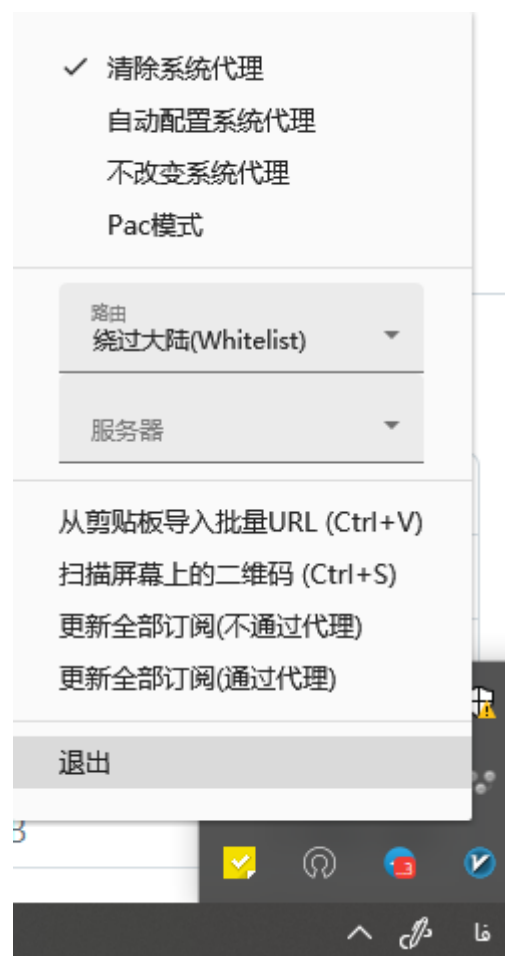 清除系统代理
自动配置系统代理
不改变系统代理
Pac模式
路由
绕过大陆(Whitelist)
服务器
从剪贴板导入批量URL (Ctrl+V)
扫描屏幕上的二维码 (Ctrl+S)
更新全部订阅(不通过代理)
更新全部订阅(通过代理)
退出
3
فا